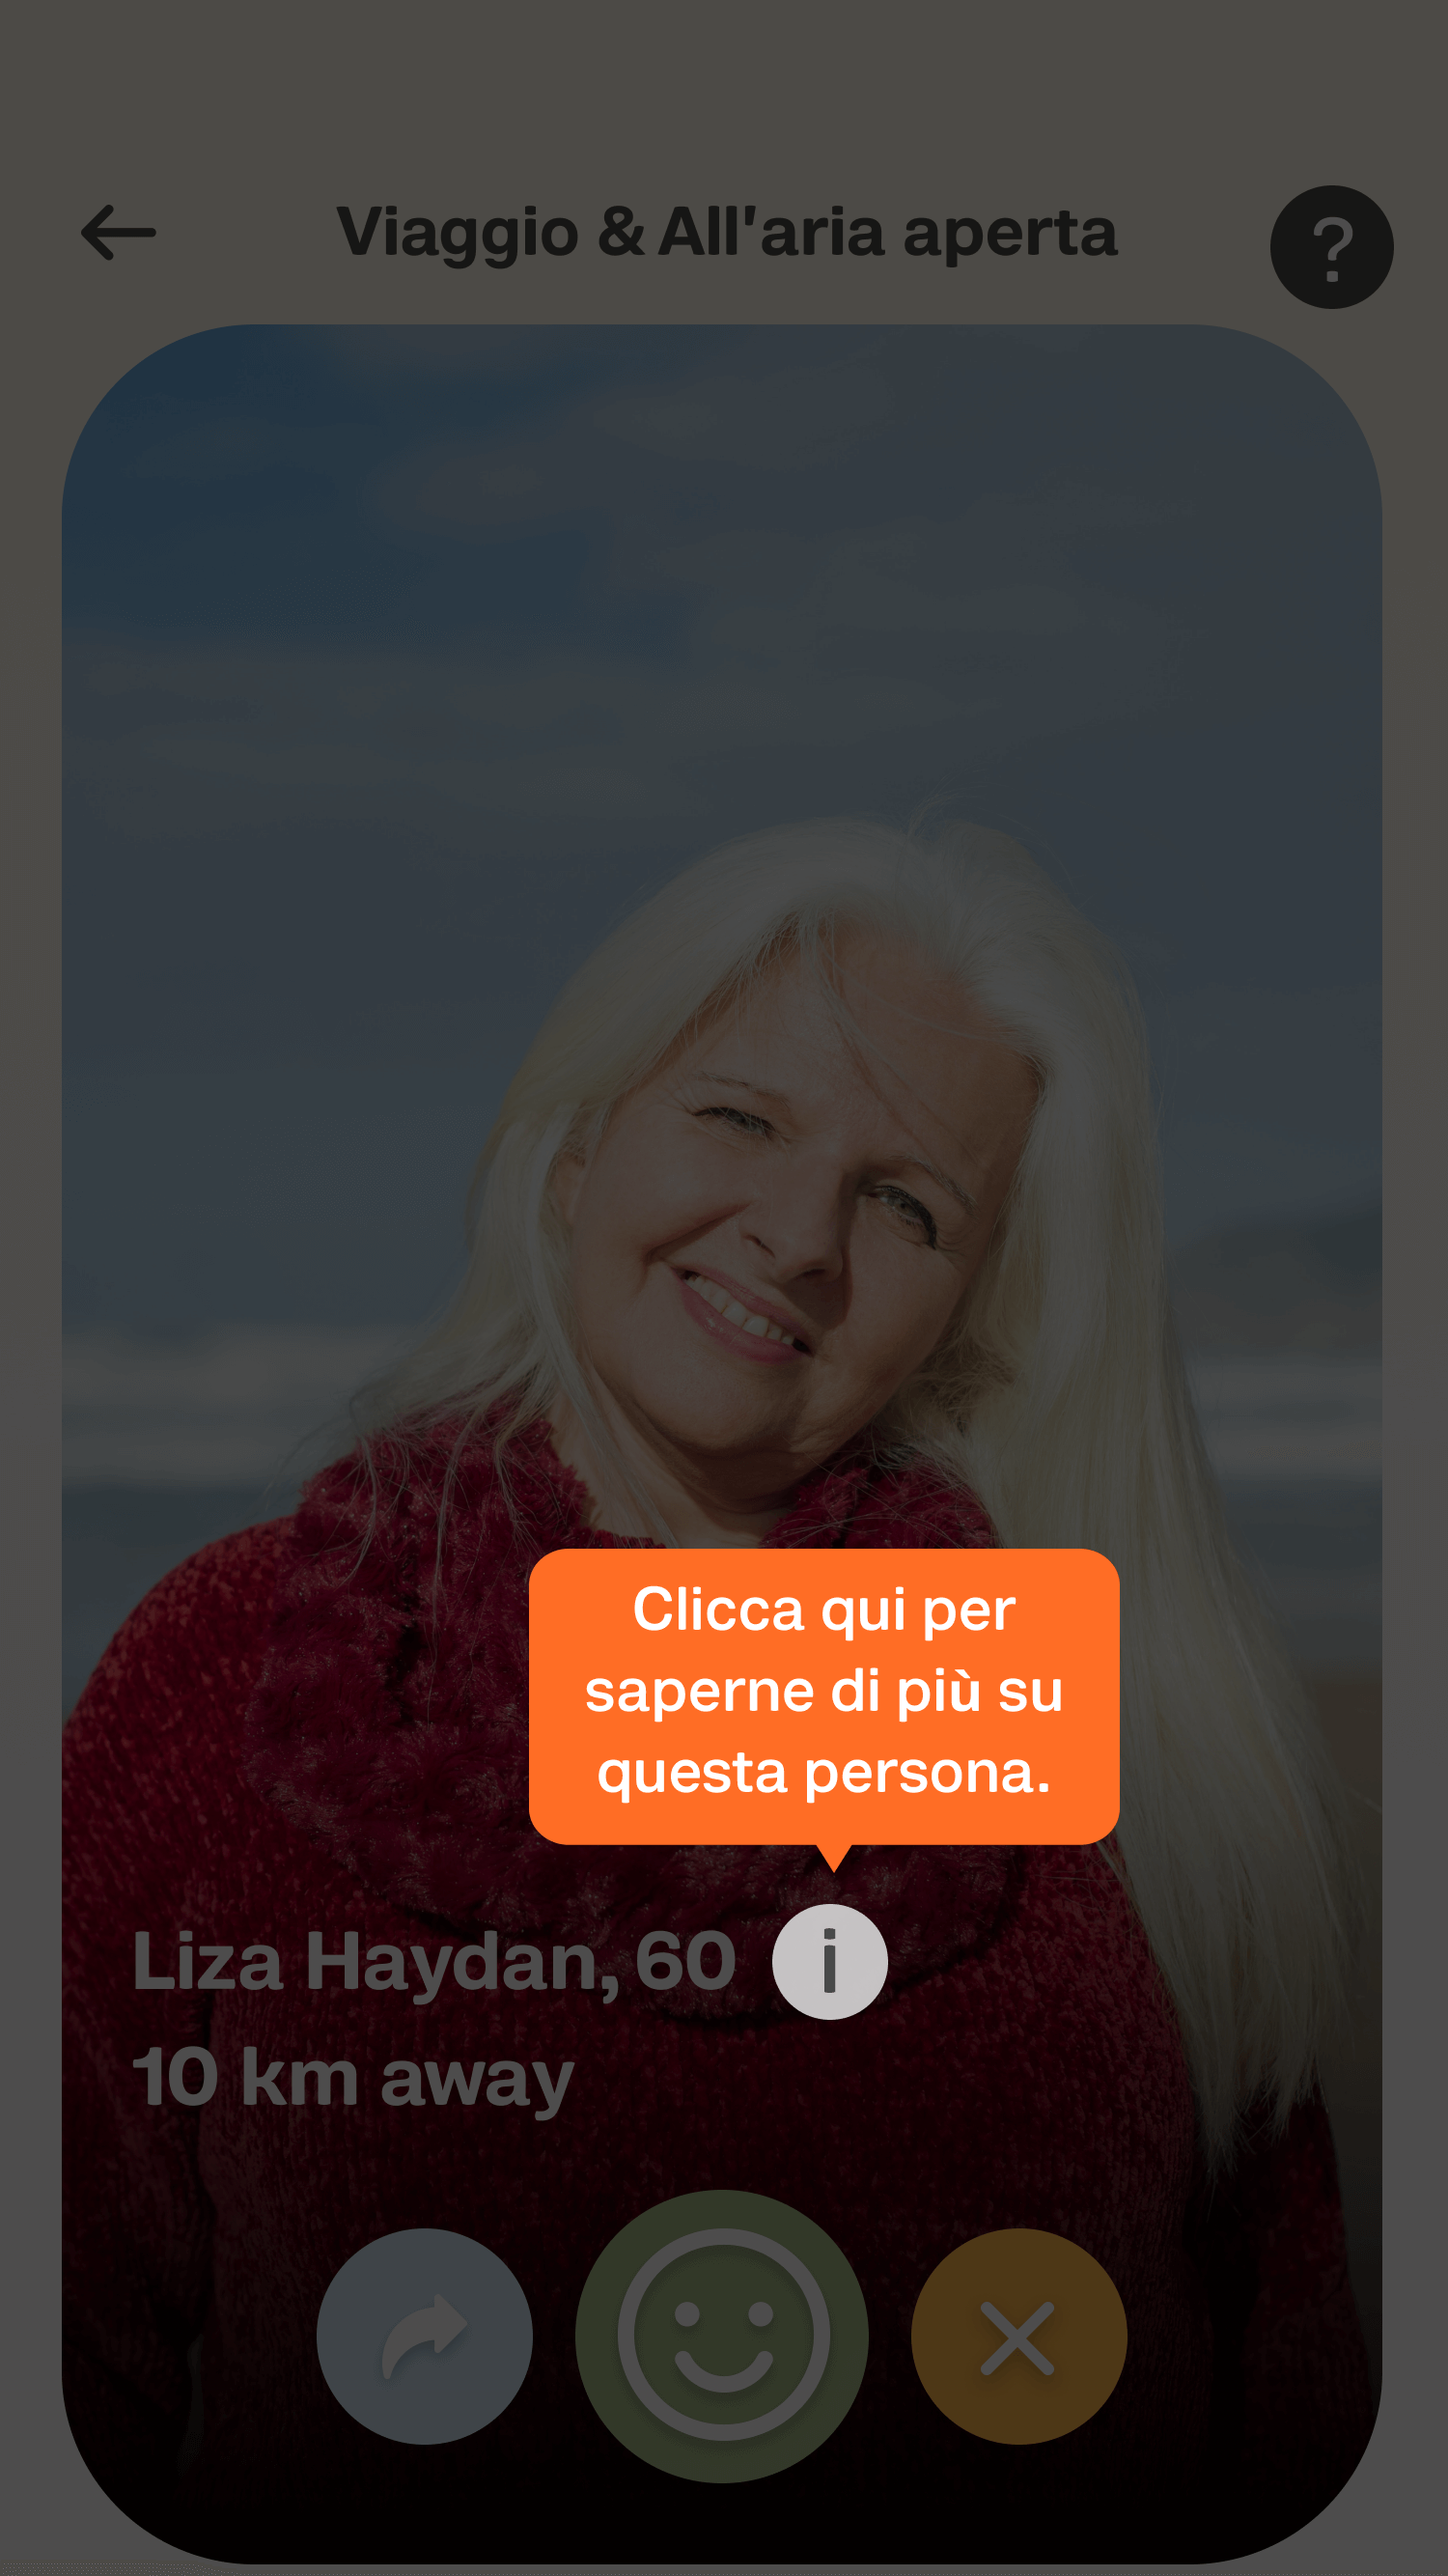 Viaggio & All'aria aperta
?
Clicca qui per
saperne di più su
questa persona.
Liza Haydan, 60
i
10 km away